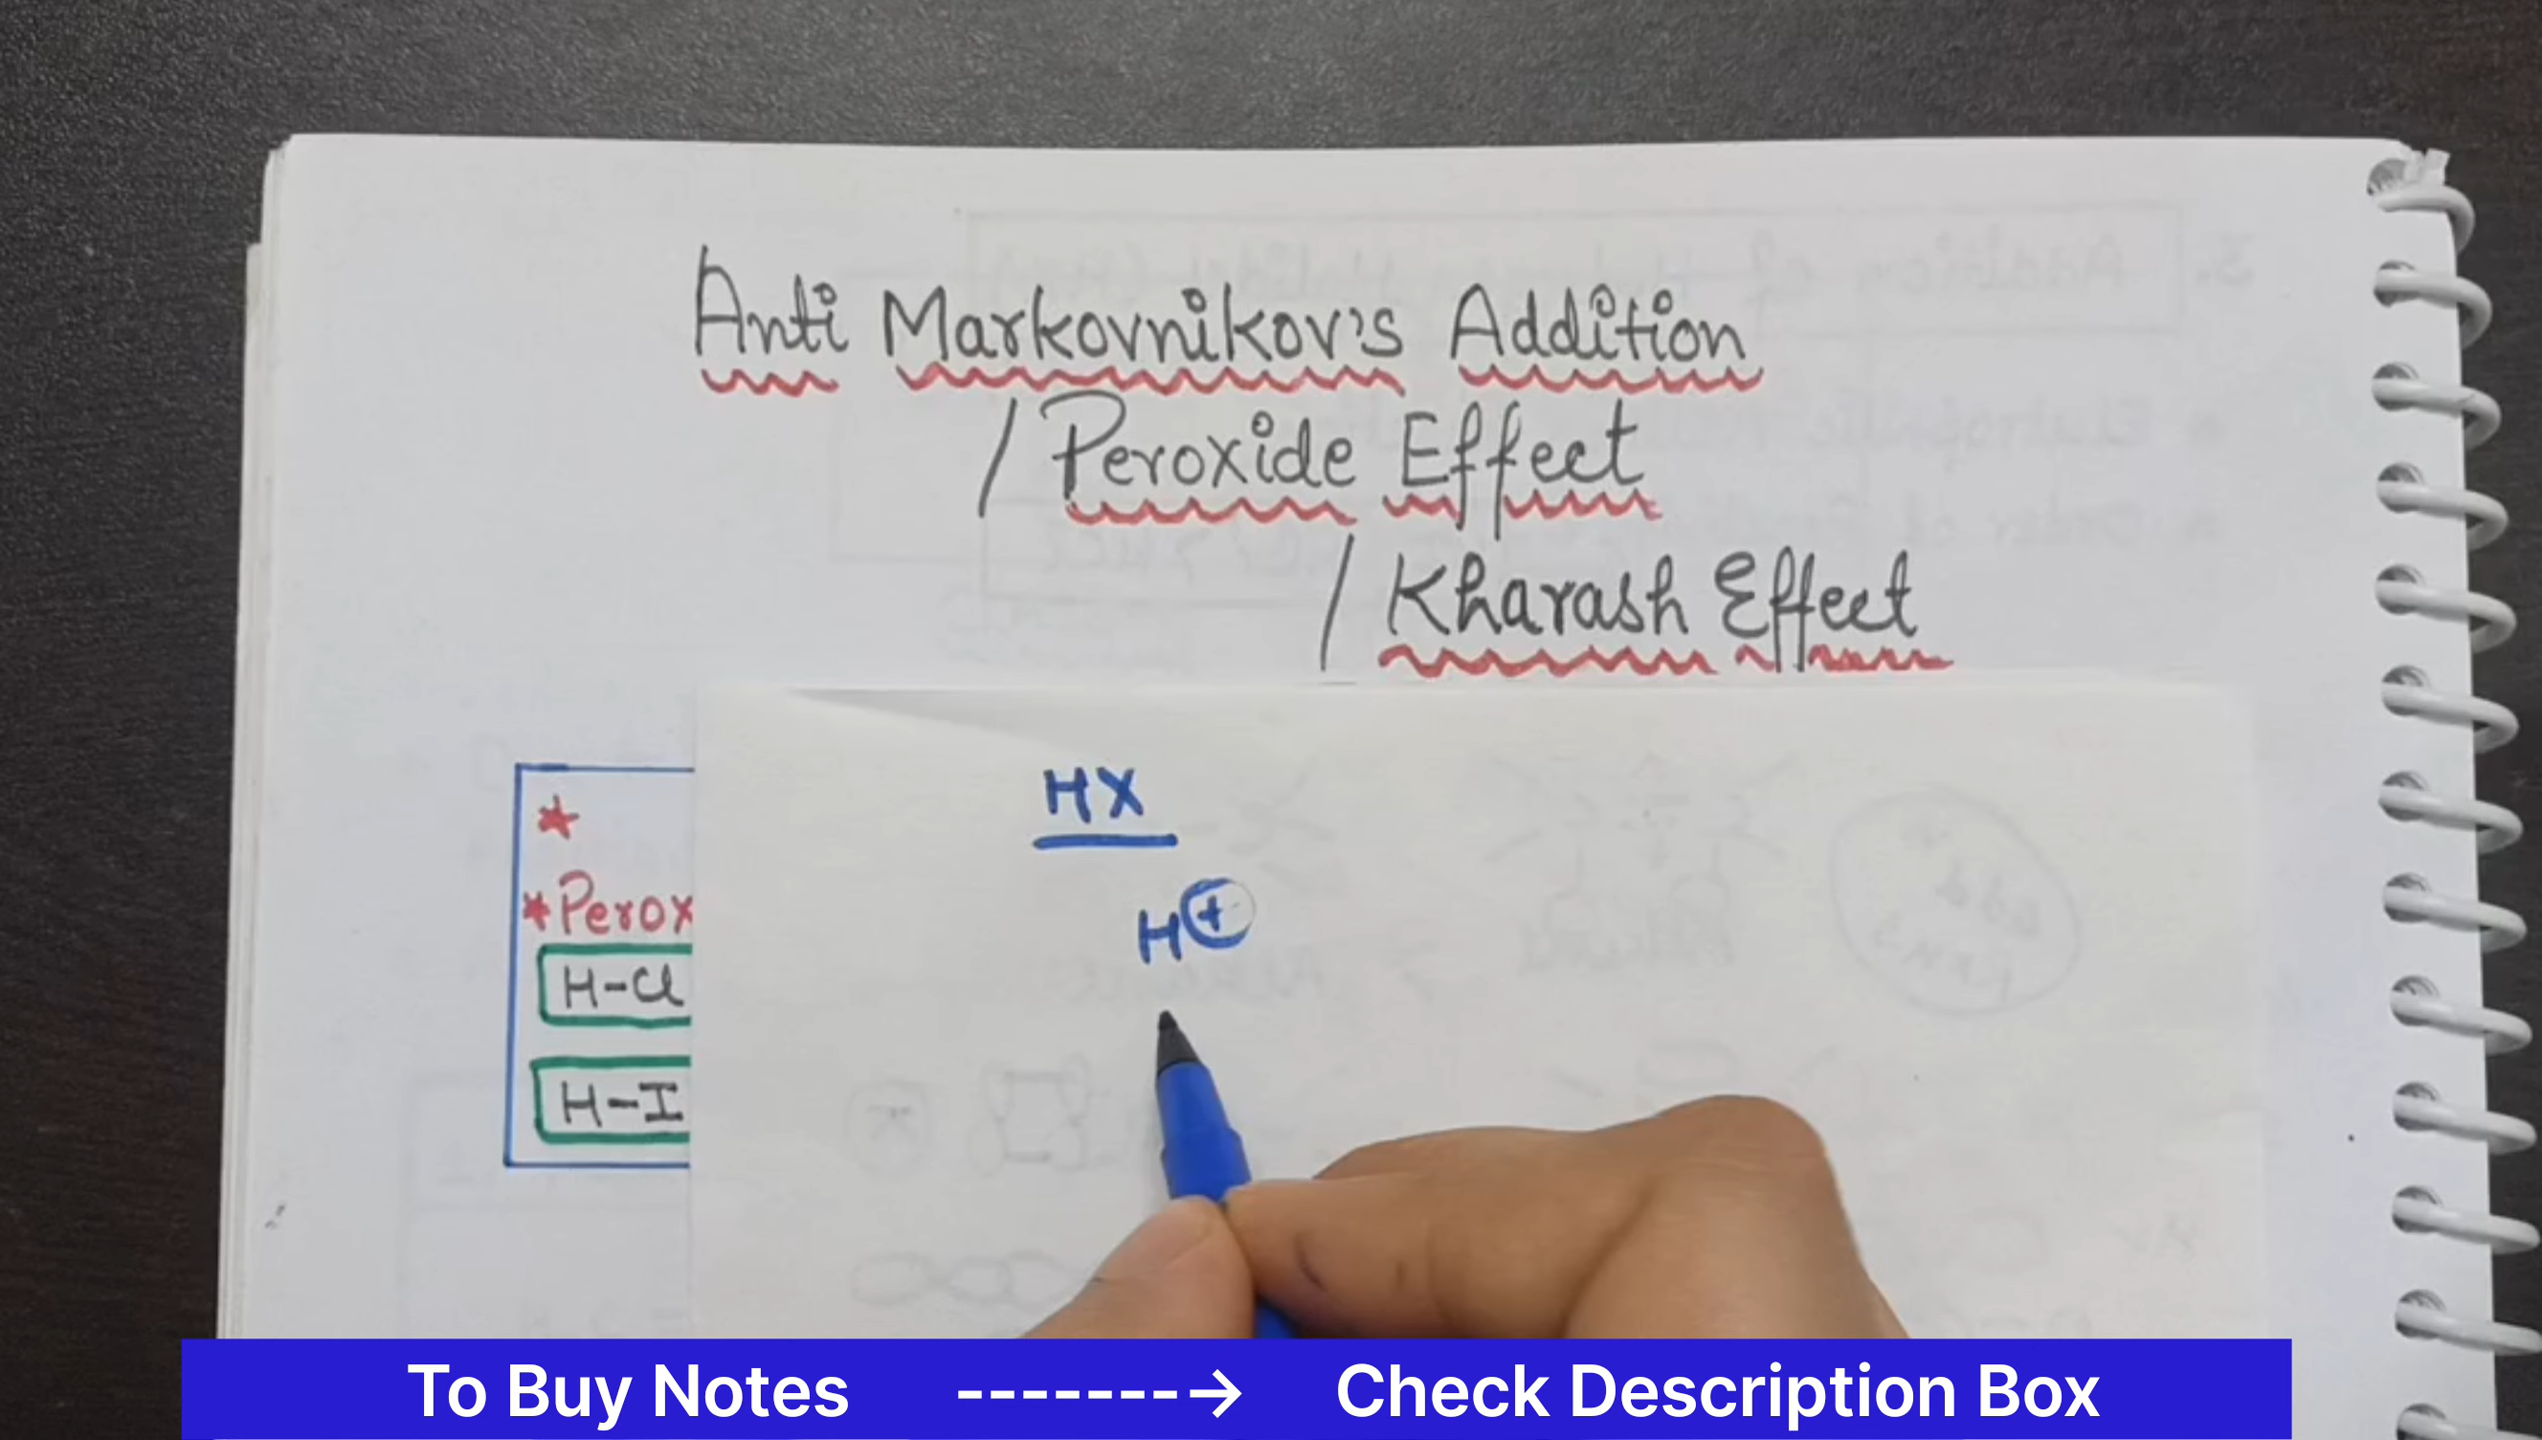 Anti Markovnikov's Addition
/ Peroxide Effect
/ Kharash Effect
HX
*
H⊕
*Perox
H-Cl
H-I
To Buy Notes -------→ Check Description Box